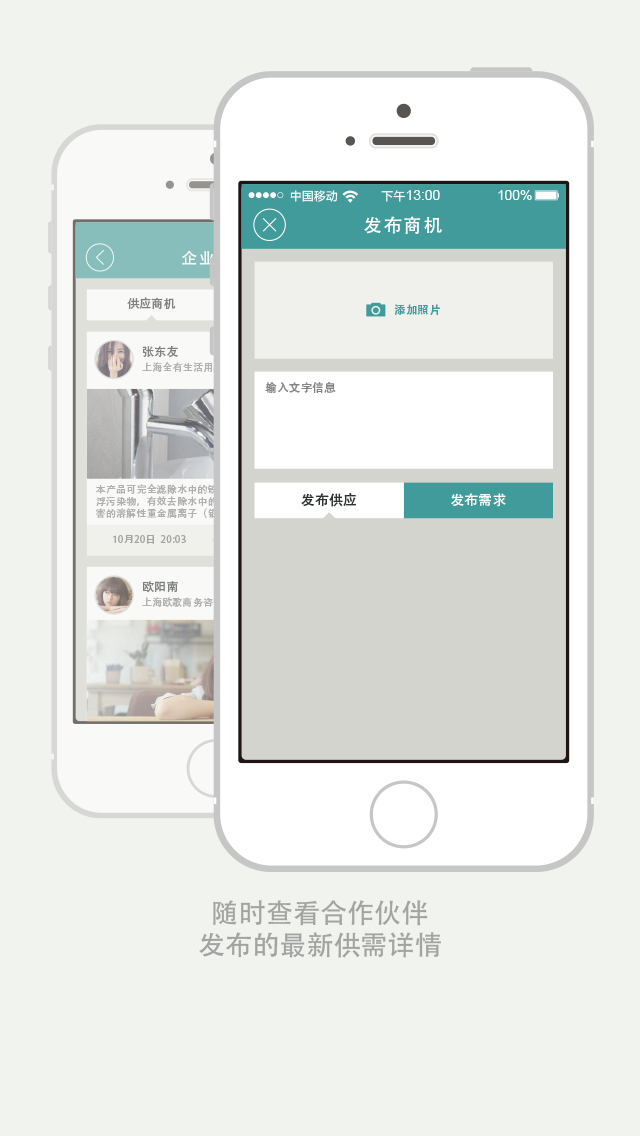 中国移动 下午13:00 100%
发布商机
添加照片
输入文字信息
发布供应 发布需求
企业
供应商机
张东友
上海全有生活用
本产品可完全滤除水中的
浮污染物，有效去除水中的
害的溶解性重金属离子（
10月20日 20:03
欧阳南
上海欧歌商务咨
随时查看合作伙伴
发布的最新供需详情